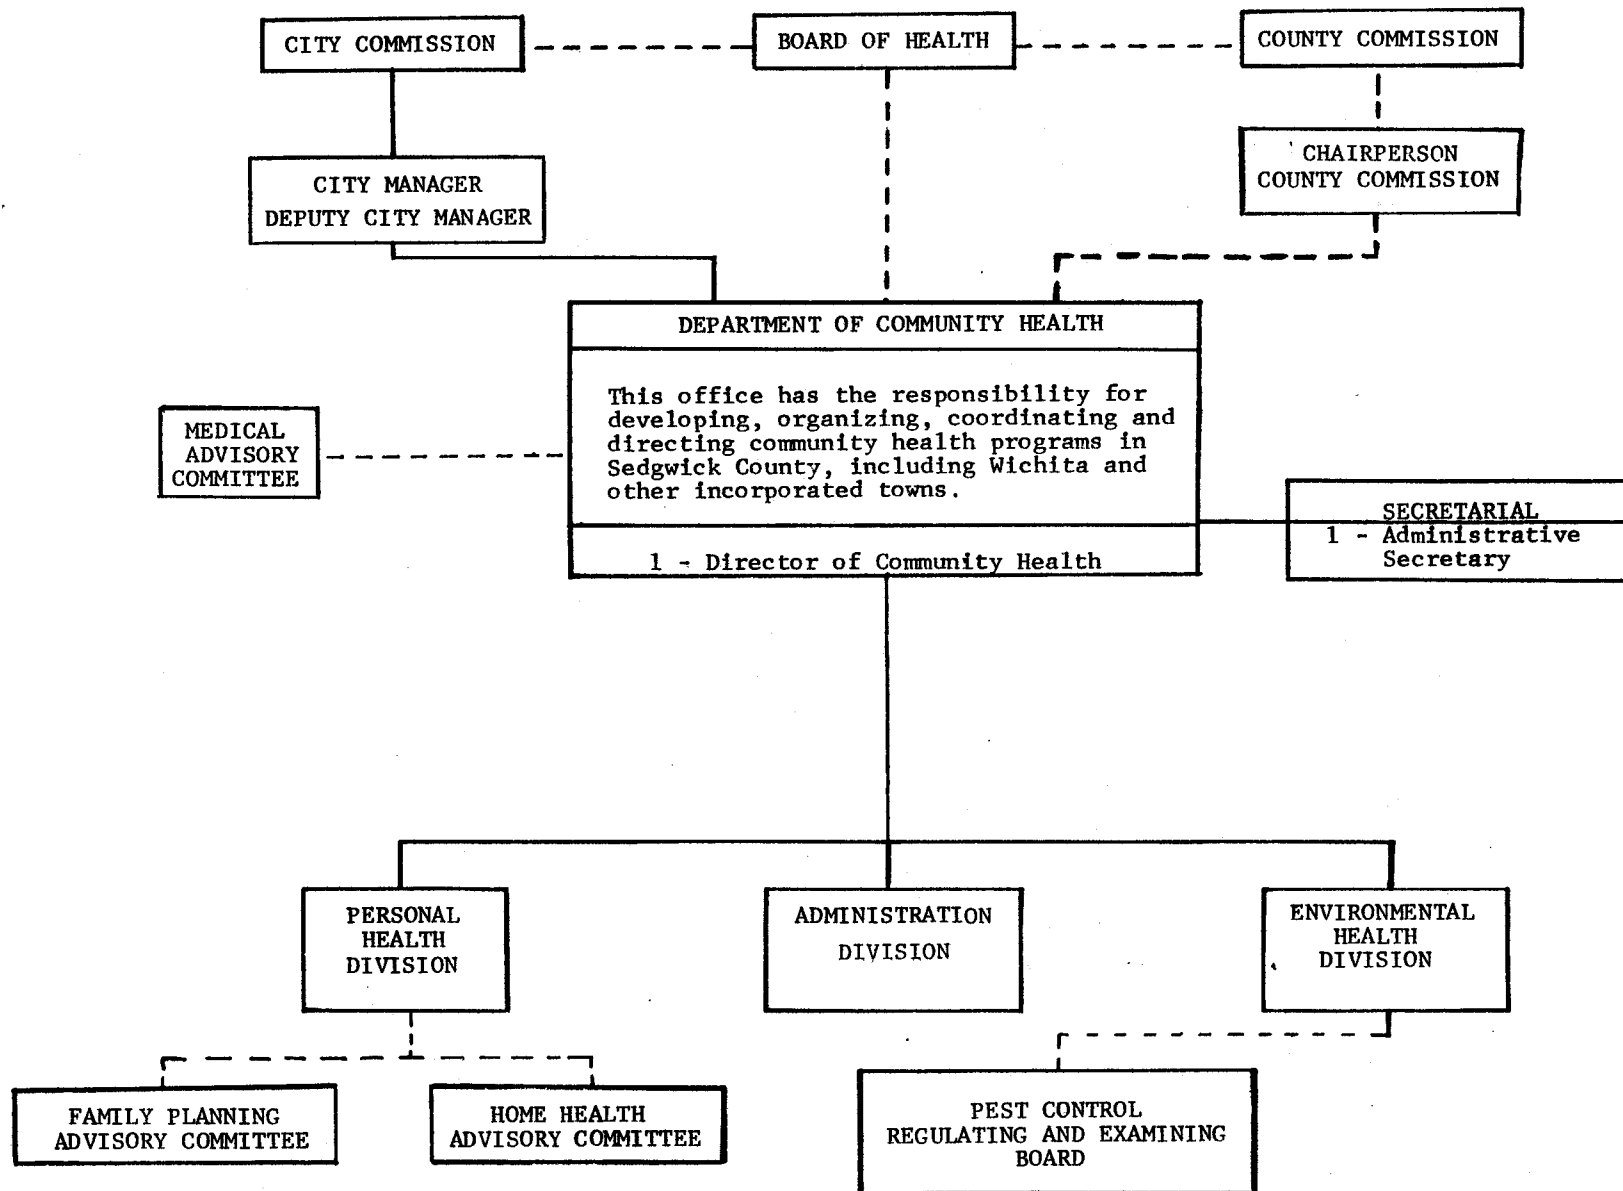 CITY COMMISSION
BOARD OF HEALTH
COUNTY COMMISSION
CITY MANAGER
DEPUTY CITY MANAGER
CHAIRPERSON
COUNTY COMMISSION
DEPARTMENT OF COMMUNITY HEALTH
This office has the responsibility for
developing, organizing, coordinating and
directing community health programs in
Sedgwick County, including Wichita and
other incorporated towns.
1 - Director of Community Health
MEDICAL
ADVISORY
COMMITTEE
SECRETARIAL
1 - Administrative
Secretary
PERSONAL
HEALTH
DIVISION
ADMINISTRATION
DIVISION
ENVIRONMENTAL
HEALTH
DIVISION
FAMILY PLANNING
ADVISORY COMMITTEE
HOME HEALTH
ADVISORY COMMITTEE
PEST CONTROL
REGULATING AND EXAMINING
BOARD